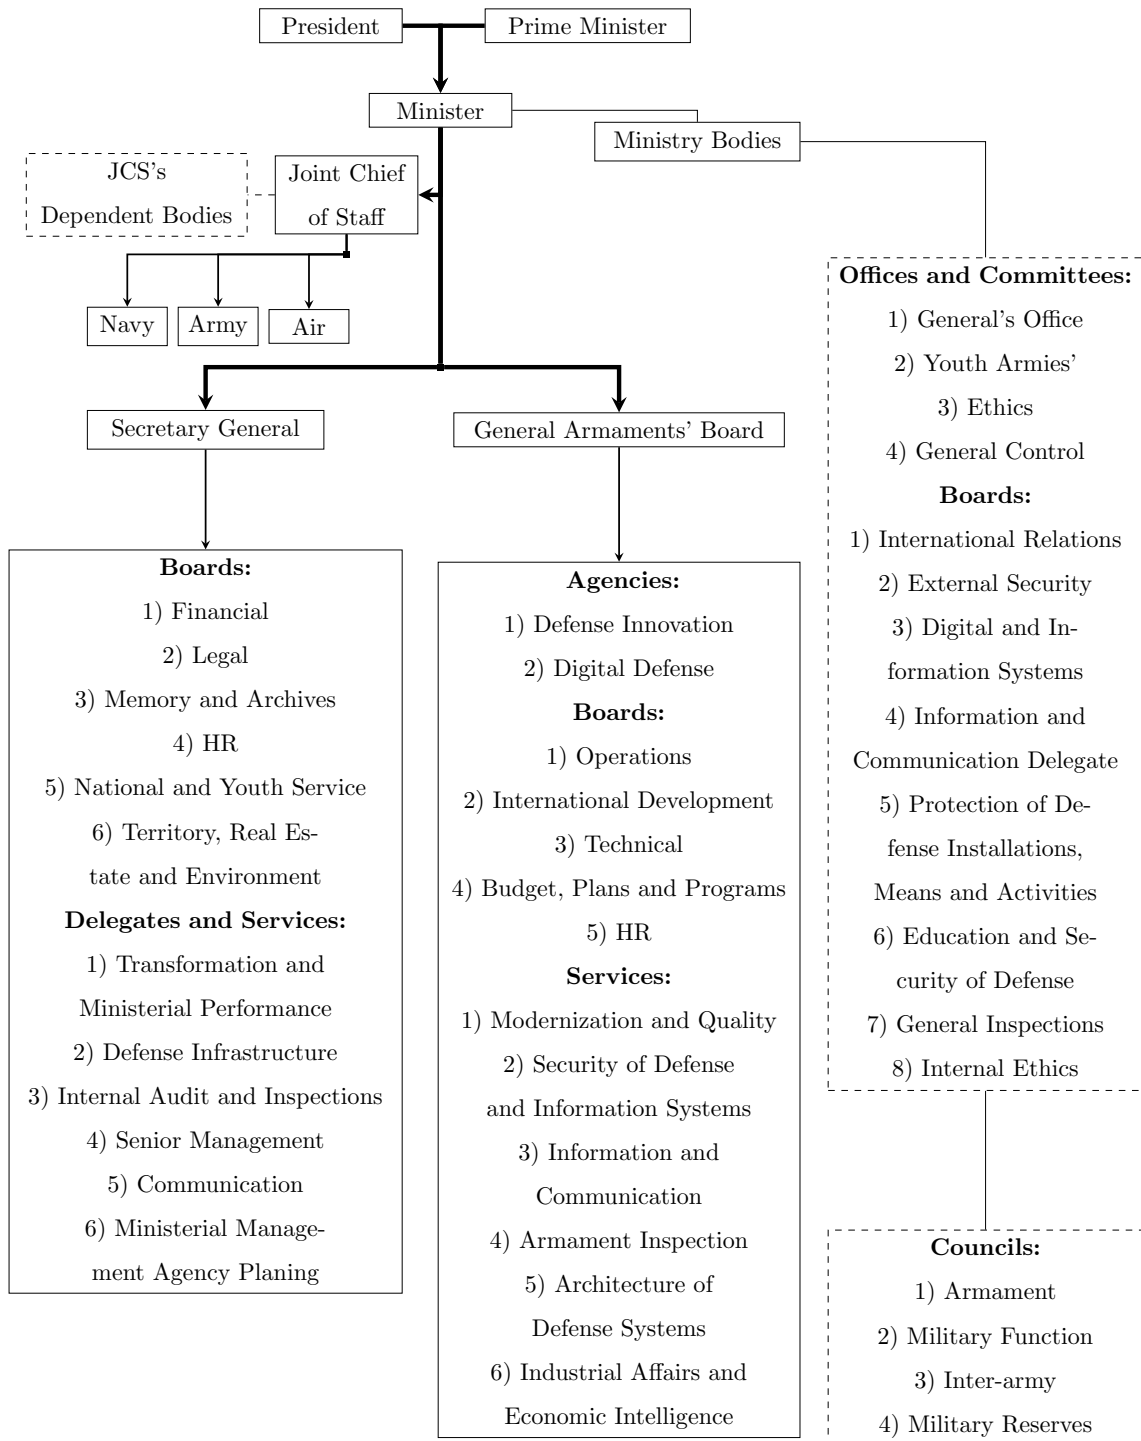 President
Prime Minister
Minister
Ministry Bodies
JCS's
Dependent Bodies
Joint Chief
of Staff
Navy
Army
Air
Secretary General
General Armaments' Board
Boards:
1) Financial
2) Legal
3) Memory and Archives
4) HR
5) National and Youth Service
6) Territory, Real Es-
tate and Environment
Delegates and Services:
1) Transformation and
Ministerial Performance
2) Defense Infrastructure
3) Internal Audit and Inspections
4) Senior Management
5) Communication
6) Ministerial Manage-
ment Agency Planing
Agencies:
1) Defense Innovation
2) Digital Defense
Boards:
1) Operations
2) International Development
3) Technical
4) Budget, Plans and Programs
5) HR
Services:
1) Modernization and Quality
2) Security of Defense
and Information Systems
3) Information and
Communication
4) Armament Inspection
5) Architecture of
Defense Systems
6) Industrial Affairs and
Economic Intelligence
Offices and Committees:
1) General's Office
2) Youth Armies'
3) Ethics
4) General Control
Boards:
1) International Relations
2) External Security
3) Digital and In-
formation Systems
4) Information and
Communication Delegate
5) Protection of De-
fense Installations,
Means and Activities
6) Education and Se-
curity of Defense
7) General Inspections
8) Internal Ethics
Councils:
1) Armament
2) Military Function
3) Inter-army
4) Military Reserves